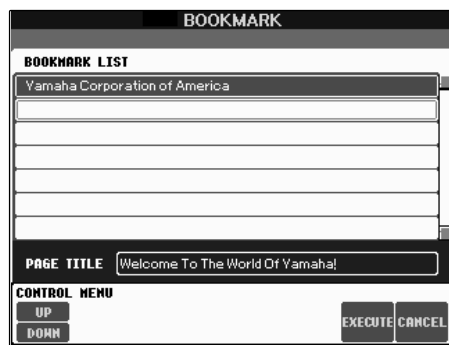 BOOKMARK
BOOKMARK LIST
Yamaha Corporation of America
PAGE TITLE Welcome To The World Of Yamaha!
CONTROL MENU
UP
DOWN
EXECUTE CANCEL